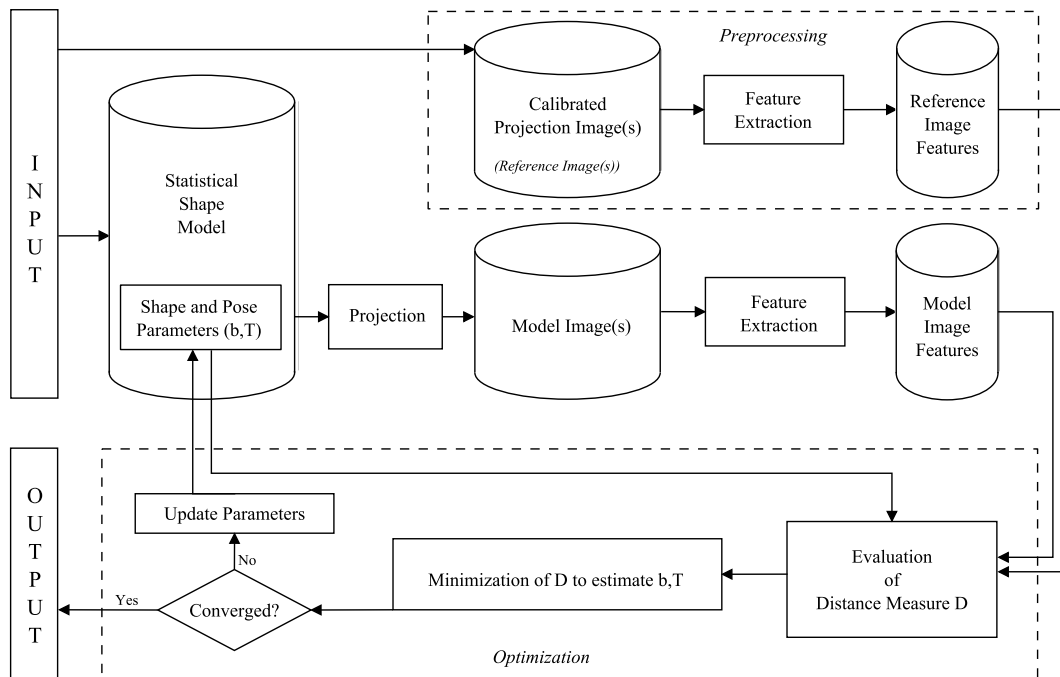 INPUT
Preprocessing
Calibrated
Projection Image(s)
(Reference Image(s))
Feature
Extraction
Reference
Image
Features
Statistical
Shape
Model
Shape and Pose
Parameters (b,T)
Projection
Model Image(s)
Feature
Extraction
Model
Image
Features
OUTPUT
Update Parameters
No
Yes
Converged?
Minimization of D to estimate b,T
Evaluation
of
Distance Measure D
Optimization